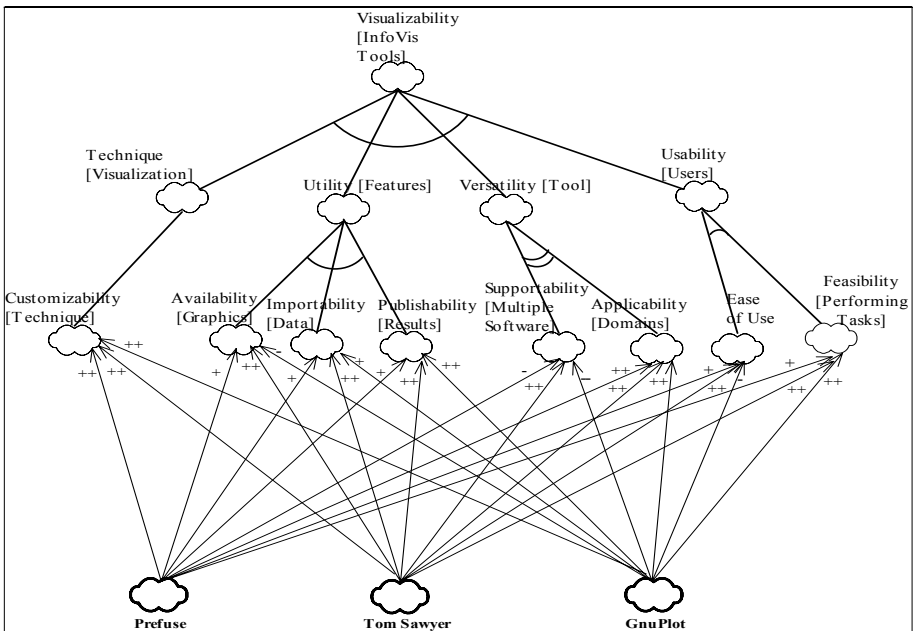 Visualizability
[InfoVis
Tools]
Technique
[Visualization]
Utility [Features]
Versatility [Tool]
Usability
[Users]
Customizability
[Technique]
Availability
[Graphics]
Importability
[Data]
Publishability
[Results]
Supportability
[Multiple
Software]
Applicability
[Domains]
Ease
of Use
Feasibility
[Performing
Tasks]
++ ++ ++
+ ++ -
+ ++ +
+ ++ ++
- ++ –
++ ++ ++
+ ++ -
+ ++ ++
Prefuse
Tom Sawyer
GnuPlot